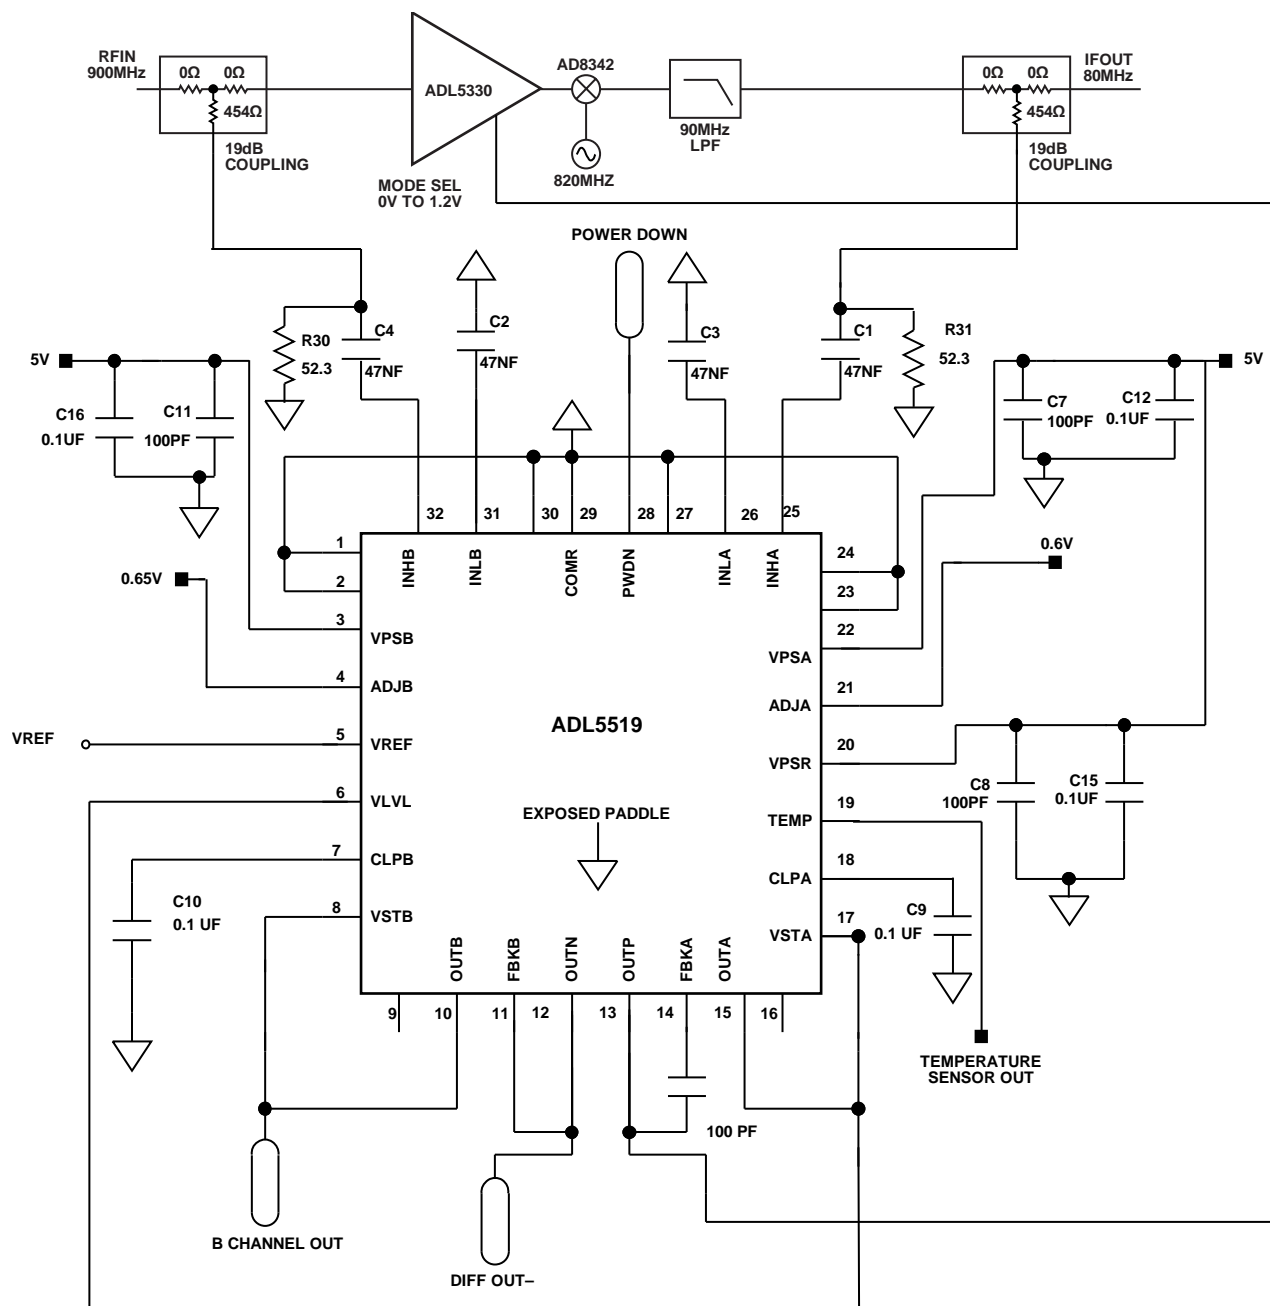 RFIN
900MHz
0Ω 0Ω
454Ω
19dB
COUPLING
ADL5330
MODE SEL
0V TO 1.2V
AD8342
820MHZ
90MHz
LPF
0Ω 0Ω
454Ω
19dB
COUPLING
IFOUT
80MHz
POWER DOWN
R30
52.3
C4
47NF
C2
47NF
C3
47NF
C1
47NF
R31
52.3
5V
C16
0.1UF
C11
100PF
5V
C7
100PF
C12
0.1UF
0.65V
0.6V
32 31 30 29 28 27 26 25
INHB INLB COMR PWDN INLA INHA
1
2
3 VPSB
4 ADJB
VREF 5 VREF
6 VLVL
7 CLPB
8 VSTB
C10
0.1 UF
24
23
22 VPSA
21 ADJA
20 VPSR
19 TEMP
18 CLPA
17 VSTA
ADL5519
EXPOSED PADDLE
C8
100PF
C15
0.1UF
C9
0.1 UF
OUTB FBKB OUTN OUTP FBKA OUTA
9 10 11 12 13 14 15 16
100 PF
TEMPERATURE
SENSOR OUT
B CHANNEL OUT
DIFF OUT–